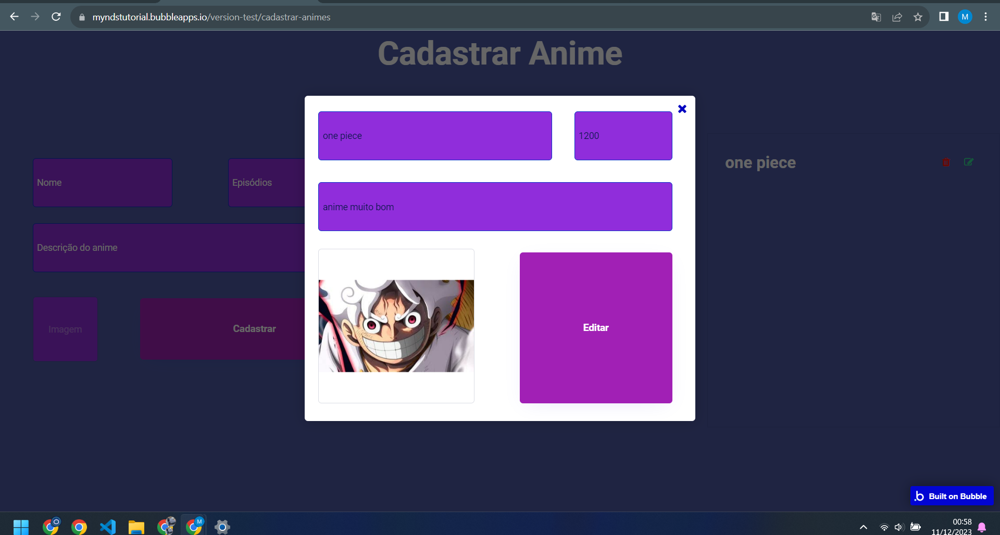 myndstutorial.bubbleapps.io/version-test/cadastrar-animes
M
Cadastrar Anime
one piece
1200
anime muito bom
Editar
Nome
Episódios
Descrição do anime
Imagem
Cadastrar
one piece
.b Built on Bubble
M
00:58
11/12/2023